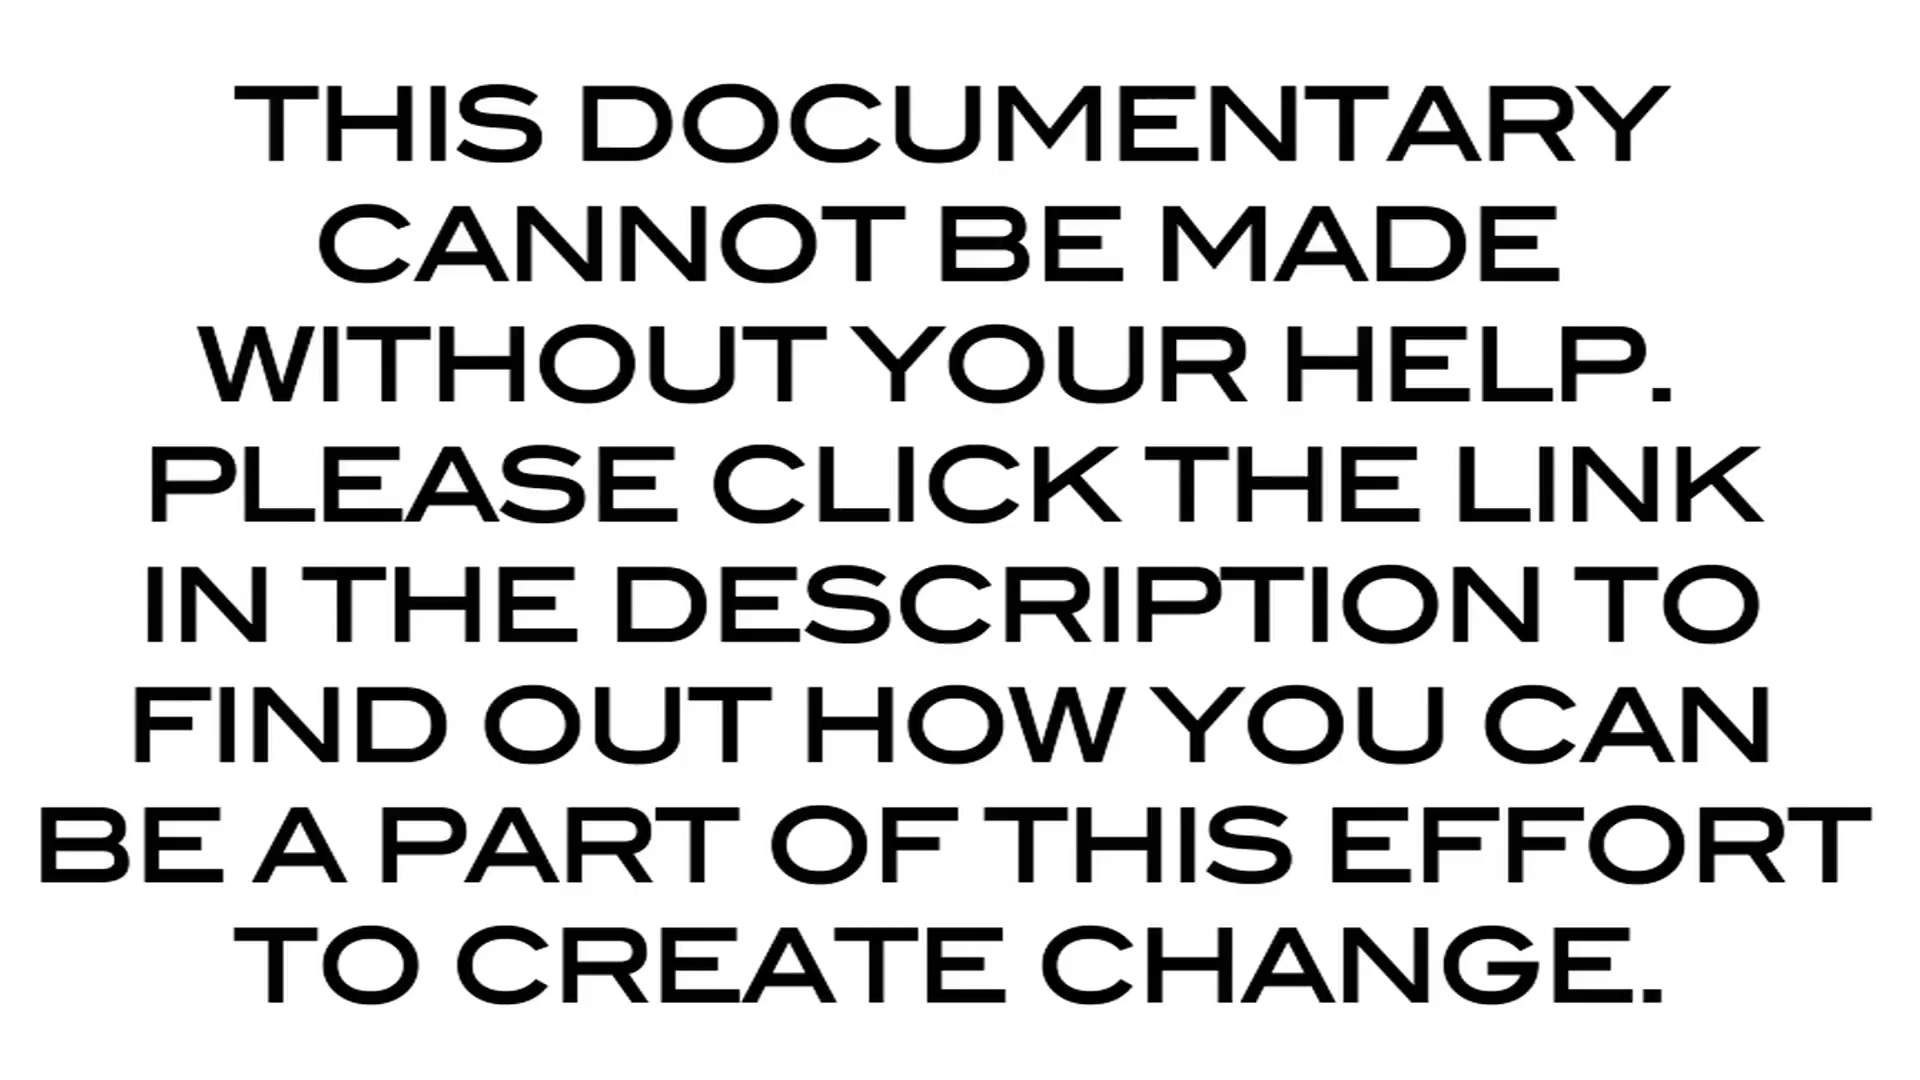 THIS DOCUMENTARY
CANNOT BE MADE
WITHOUT YOUR HELP.
PLEASE CLICK THE LINK
IN THE DESCRIPTION TO
FIND OUT HOW YOU CAN
BE A PART OF THIS EFFORT
TO CREATE CHANGE.